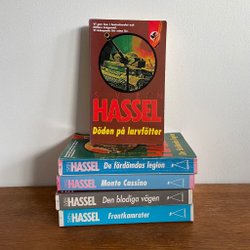 HASSEL
Döden på larvfötter
HASSEL De fördömdas legion
HASSEL Monte Cassino
HASSEL Den blodiga vägen
HASSEL Frontkamrater